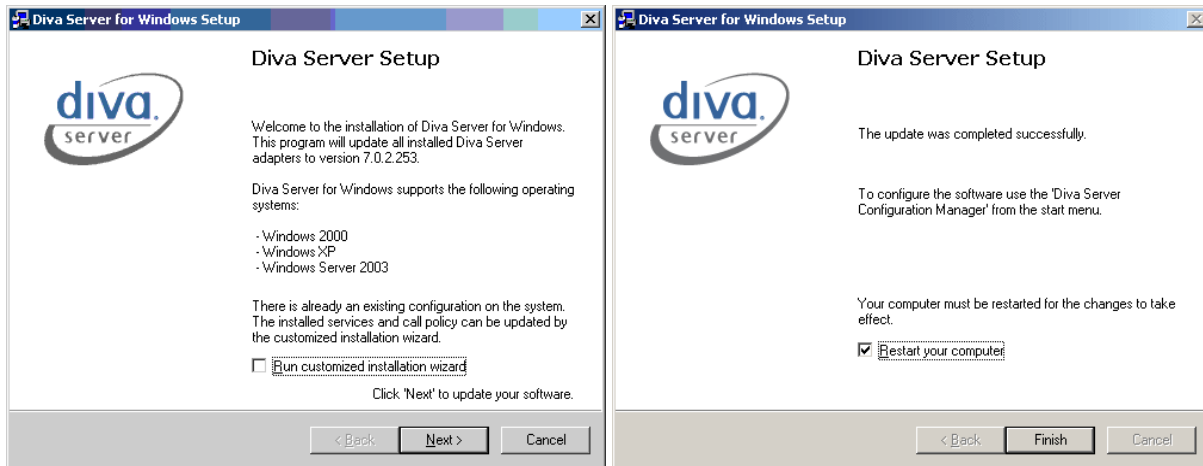 Diva Server for Windows Setup
Diva Server Setup
diva.
server
Welcome to the installation of Diva Server for Windows.
This program will update all installed Diva Server
adapters to version 7.0.2.253.
Diva Server for Windows supports the following operating
systems:
- Windows 2000
- Windows XP
- Windows Server 2003
There is already an existing configuration on the system.
The installed services and call policy can be updated by
the customized installation wizard.
Run customized installation wizard
Click 'Next' to update your software.
< Back
Next >
Cancel
Diva Server for Windows Setup
Diva Server Setup
diva.
server
The update was completed successfully.
To configure the software use the 'Diva Server
Configuration Manager' from the start menu.
Your computer must be restarted for the changes to take
effect.
Restart your computer
< Back
Finish
Cancel